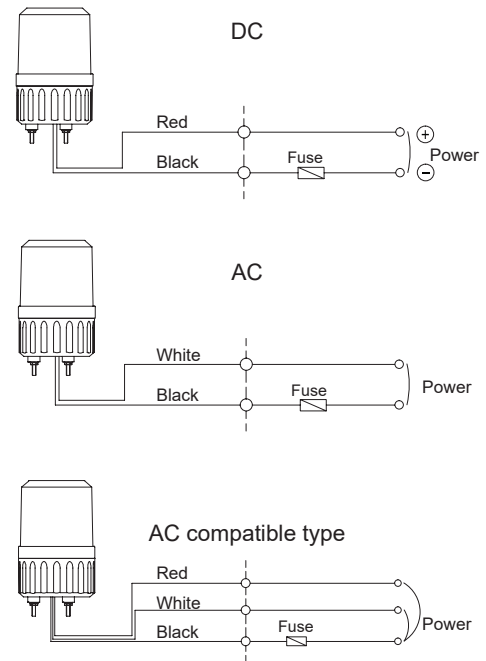 DC
Red
+
Black
Fuse
Power
−
AC
White
Black
Fuse
Power
AC compatible type
Red
White
Black
Fuse
Power